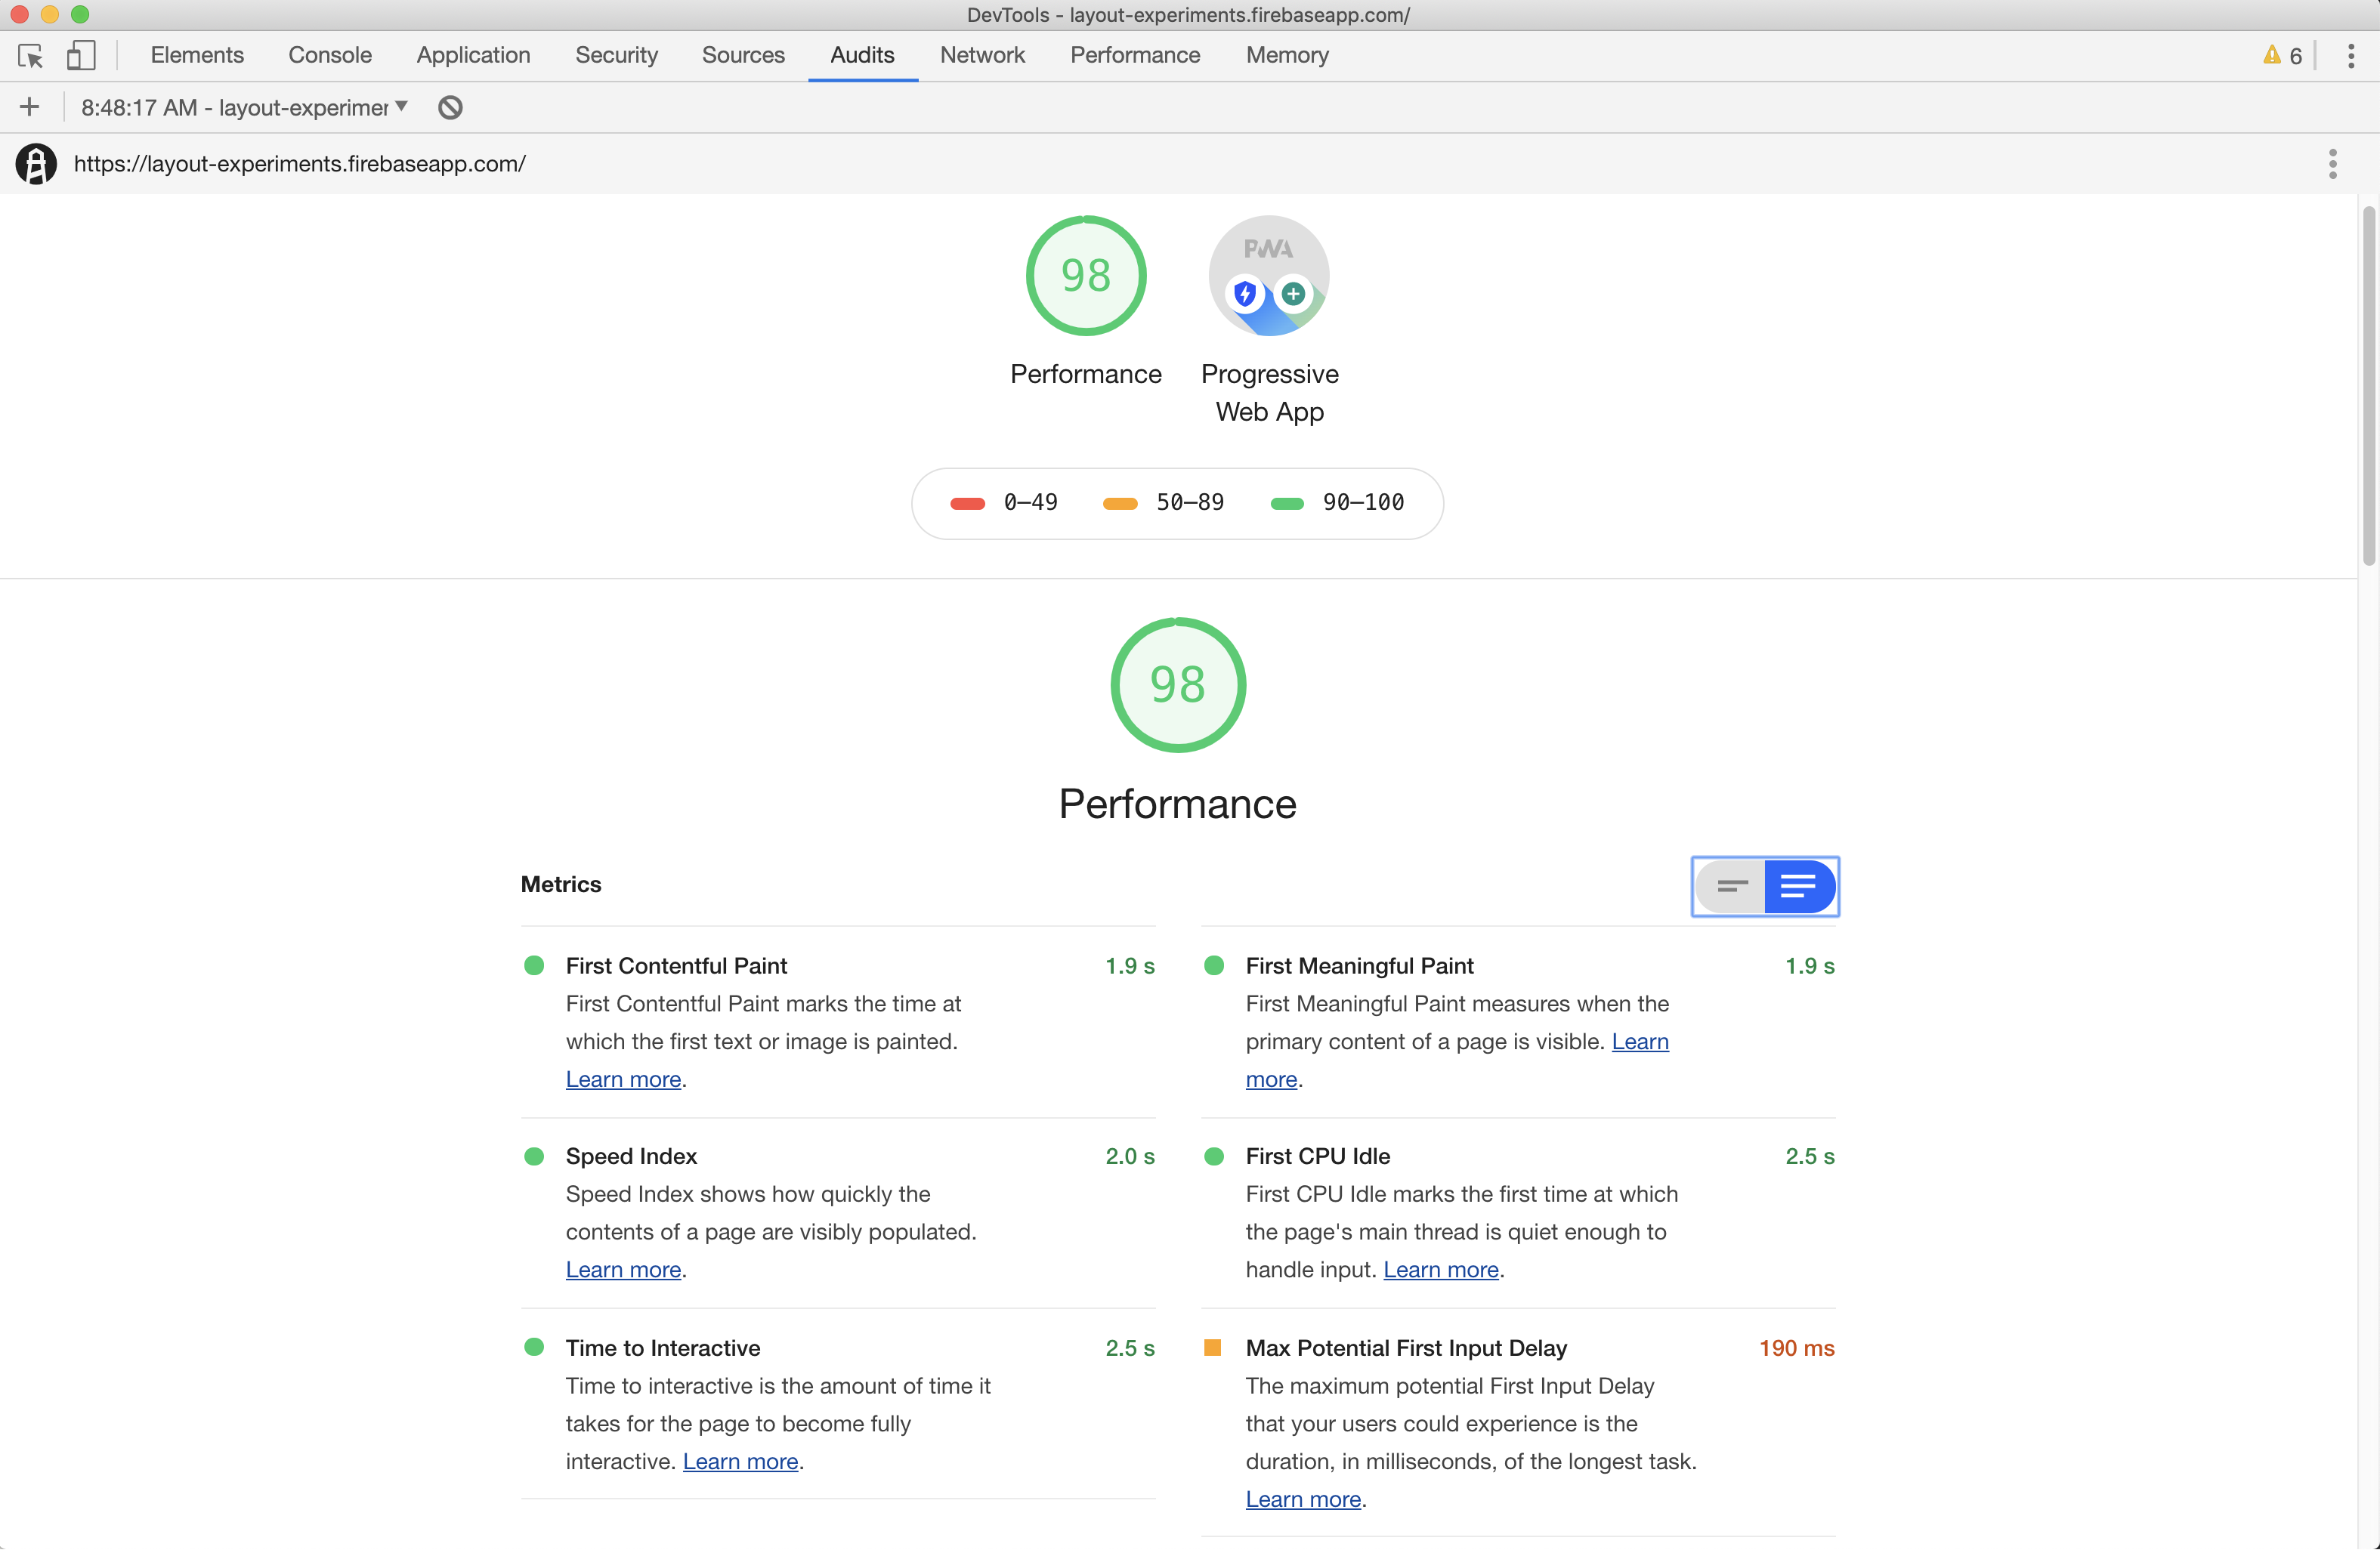 DevTools - layout-experiments.firebaseapp.com/
Elements Console Application Security Sources Audits Network Performance Memory 6
8:48:17 AM - layout-experimer
https://layout-experiments.firebaseapp.com/
98
PWA
Performance
Progressive
Web App
0–49 50–89 90–100
98
Performance
Metrics
First Contentful Paint 1.9 s
First Contentful Paint marks the time at
which the first text or image is painted.
Learn more.
First Meaningful Paint 1.9 s
First Meaningful Paint measures when the
primary content of a page is visible. Learn
more.
Speed Index 2.0 s
Speed Index shows how quickly the
contents of a page are visibly populated.
Learn more.
First CPU Idle 2.5 s
First CPU Idle marks the first time at which
the page's main thread is quiet enough to
handle input. Learn more.
Time to Interactive 2.5 s
Time to interactive is the amount of time it
takes for the page to become fully
interactive. Learn more.
Max Potential First Input Delay 190 ms
The maximum potential First Input Delay
that your users could experience is the
duration, in milliseconds, of the longest task.
Learn more.